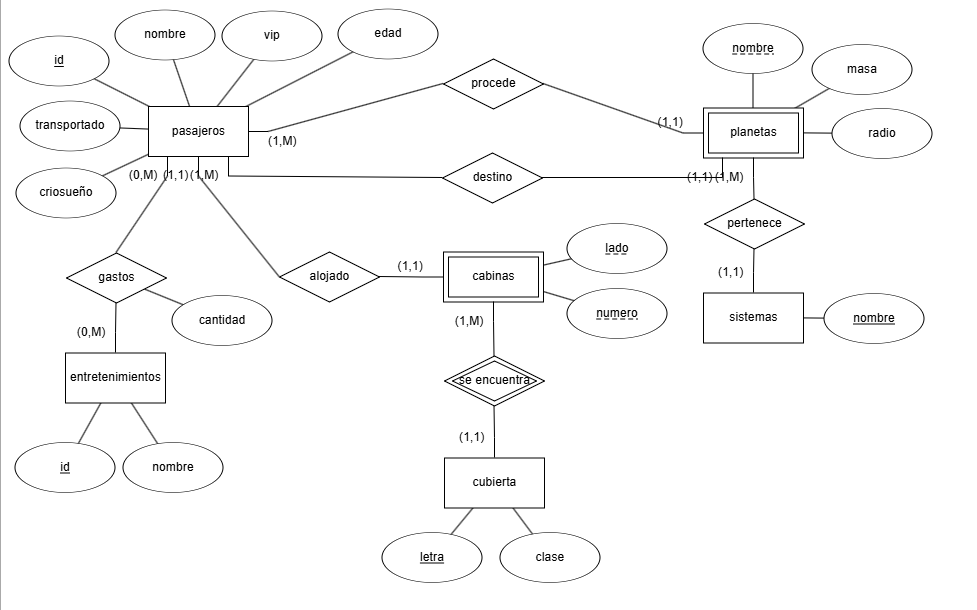 id
nombre
vip
edad
nombre
masa
procede
transportado
pasajeros
(1,M)
(1,1)
planetas
radio
criosueño
(0,M)
(1,1)
(1,M)
destino
(1,1)
(1,M)
pertenece
gastos
alojado
(1,1)
cabinas
lado
(1,1)
cantidad
numero
sistemas
nombre
(0,M)
(1,M)
entretenimientos
se encuentra
(1,1)
id
nombre
cubierta
letra
clase